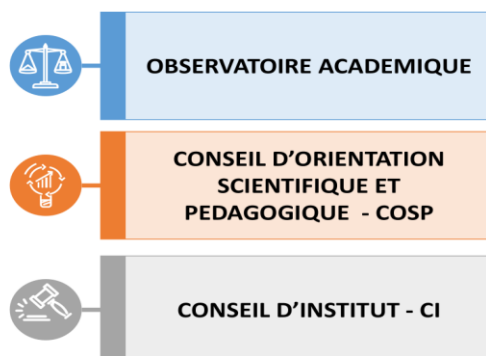 OBSERVATOIRE ACADEMIQUE
CONSEIL D’ORIENTATION
SCIENTIFIQUE ET
PEDAGOGIQUE - COSP
CONSEIL D’INSTITUT - CI